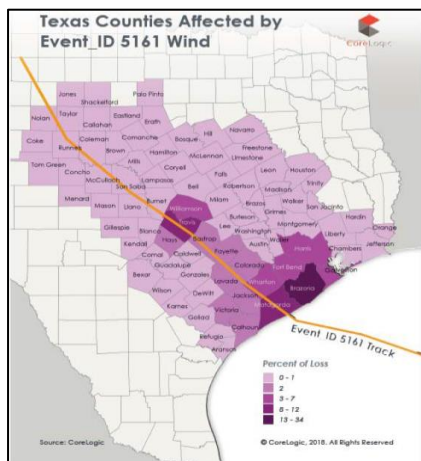 Texas Counties Affected by
Event_ID 5161 Wind
CoreLogic
Jones
Palo Pinto
Shackelford
Nolan
Taylor
Callahan
Eastland
Erath
Hill
Navarro
Coke
Runnels
Coleman
Comanche
Bosque
Freestone
Brown
Hamilton
McLennan
Limestone
Tom Green
Concho
Mills
Coryell
Falls
Leon
Houston
McCulloch
San Saba
Lampasas
Bell
Robertson
Madison
Trinity
Menard
Mason
Llano
Burnet
Williamson
Milam
Brazos
Walker
San Jacinto
Burleson
Grimes
Hardin
Gillespie
Blanco
Travis
Lee
Washington
Montgomery
Liberty
Orange
Kendall
Hays
Bastrop
Austin
Waller
Harris
Chambers
Jefferson
Comal
Caldwell
Fayette
Galveston
Bexar
Guadalupe
Colorado
Fort Bend
Gonzales
Lavaca
Wharton
Brazoria
Wilson
DeWitt
Jackson
Matagorda
Karnes
Victoria
Goliad
Calhoun
Refugio
Aransas
Event_ID 5161 Track
Percent of Loss
0 - 1
2
3 - 7
8 - 12
13 - 34
Source: CoreLogic
© CoreLogic, 2018. All Rights Reserved